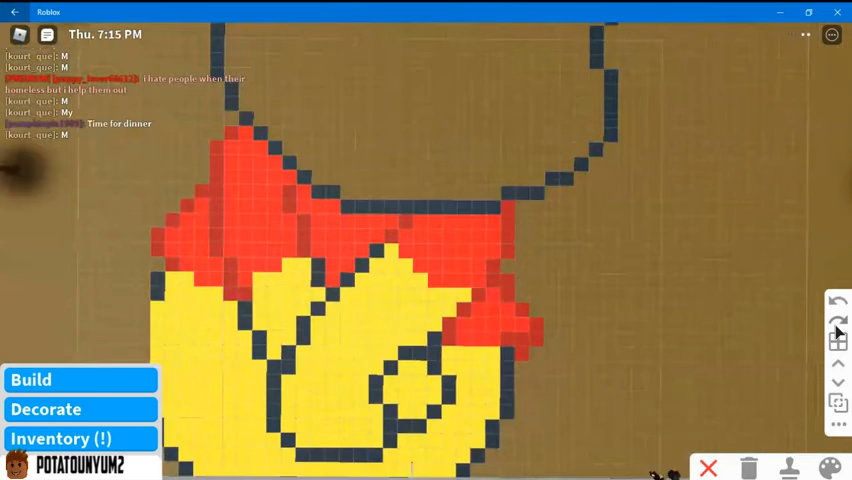 Roblox
Thu. 7:15 PM
[kourt_que]: M
[kourt_que]: M
i hate people when their
homeless but i help them out
[kourt_que]: M
[kourt_que]: My
Time for dinner
[kourt_que]: M
Build
Decorate
Inventory (!)
POTATOUNYUM2